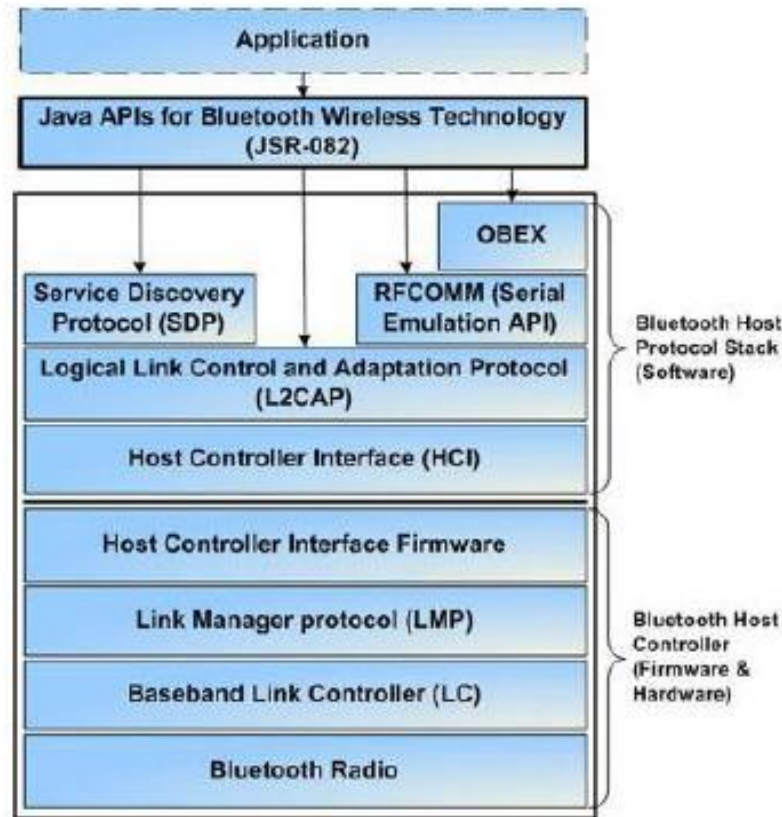 Application
Java APIs for Bluetooth Wireless Technology
(JSR-082)
OBEX
Service Discovery
Protocol (SDP)
RFCOMM (Serial
Emulation API)
Logical Link Control and Adaptation Protocol
(L2CAP)
Host Controller Interface (HCI)
Bluetooth Host
Protocol Stack
(Software)
Host Controller Interface Firmware
Link Manager protocol (LMP)
Baseband Link Controller (LC)
Bluetooth Radio
Bluetooth Host
Controller
(Firmware &
Hardware)